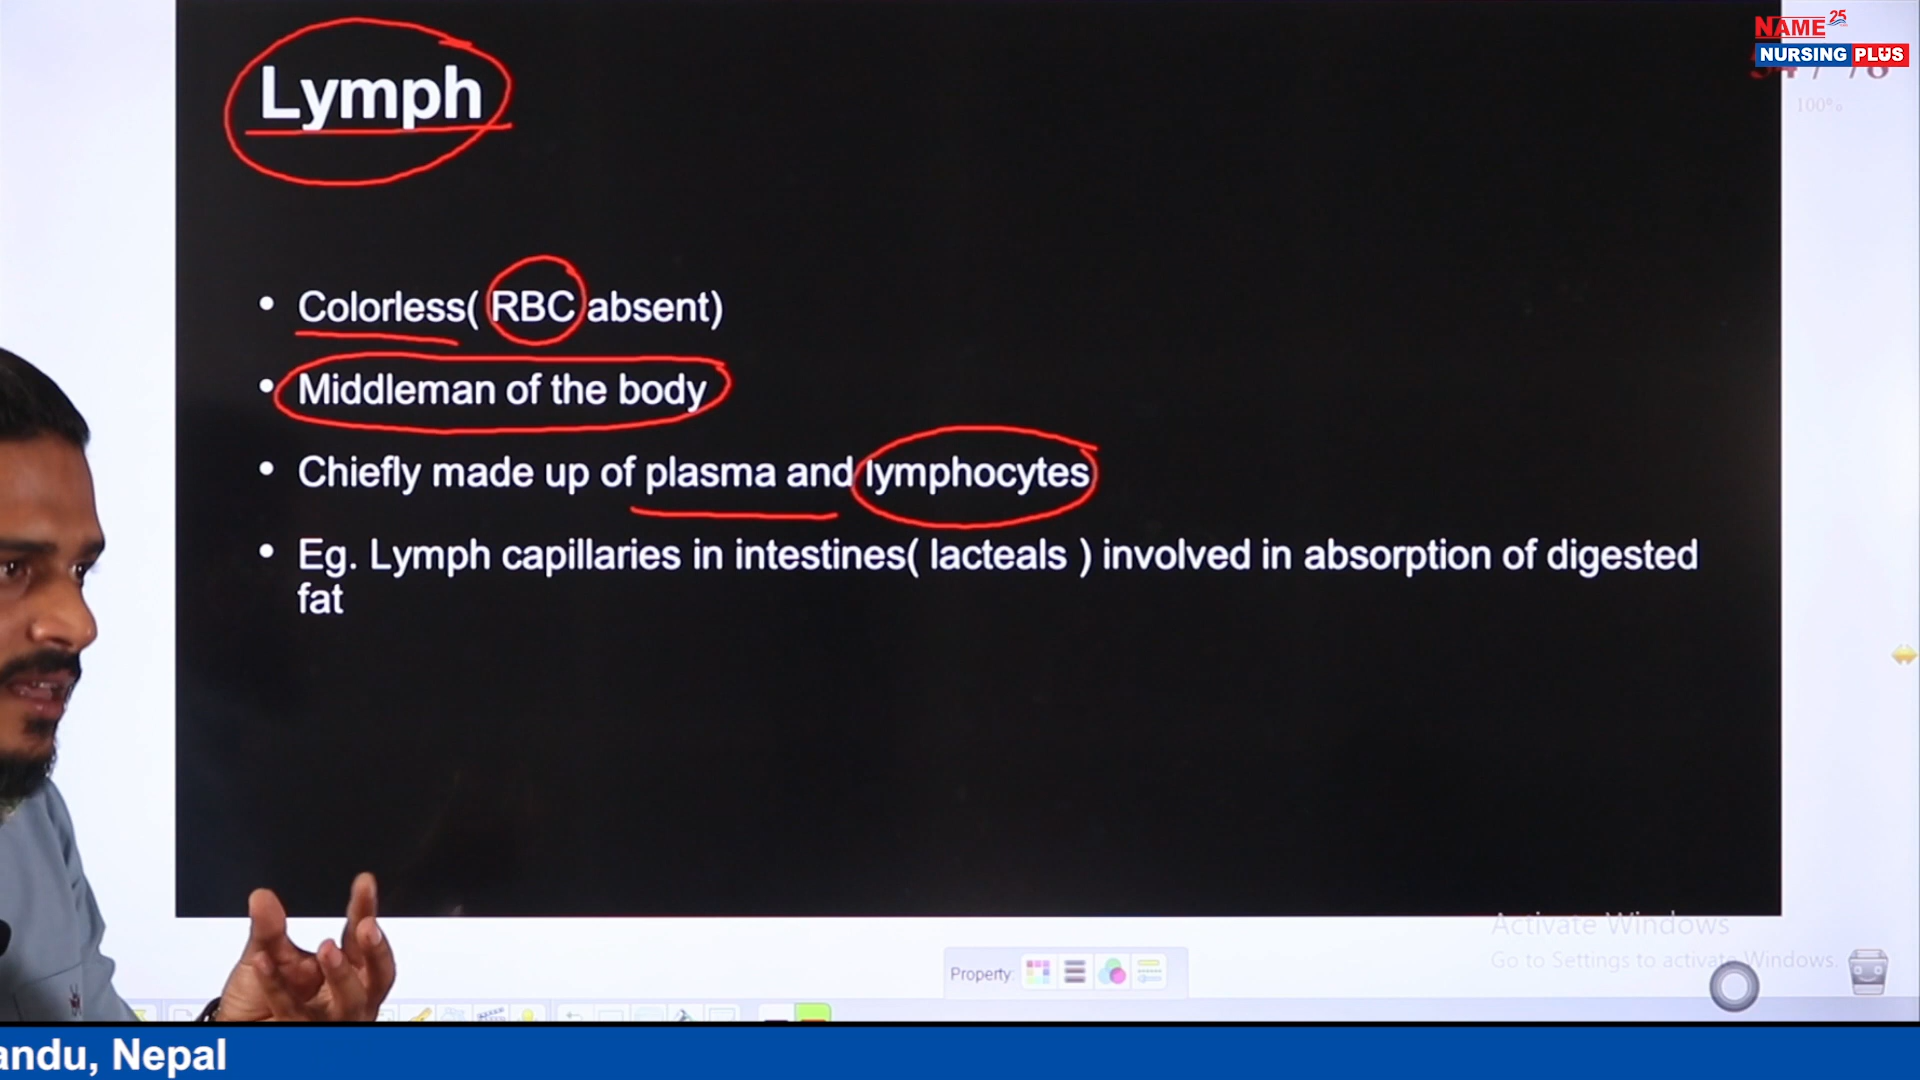 NAME 25
NURSING PLUS
100%
Lymph
• Colorless( RBC absent)
• Middleman of the body
• Chiefly made up of plasma and lymphocytes
• Eg. Lymph capillaries in intestines( lacteals ) involved in absorption of digested
fat
Activate Windows
Go to Settings to activate Windows.
Property:
andu, Nepal